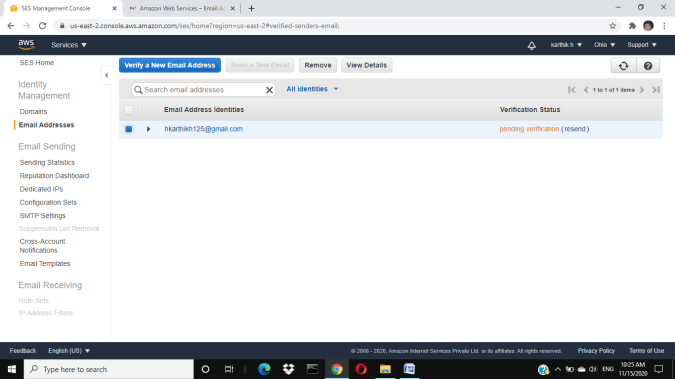 SES Management Console
Amazon Web Services – Email Ad
us-east-2.console.aws.amazon.com/ses/home?region=us-east-2#verified-senders-email:
aws
Services
karthik h
Ohio
Support
SES Home
Identity
Management
Domains
Email Addresses
Email Sending
Sending Statistics
Reputation Dashboard
Dedicated IPs
Configuration Sets
SMTP Settings
Suppression List Removal
Cross-Account
Notifications
Email Templates
Email Receiving
Rule Sets
IP Address Filters
Verify a New Email Address
Send a Test Email
Remove
View Details
Search email addresses
All identities
1 to 1 of 1 items
Email Address Identities
Verification Status
hkarthikh125@gmail.com
pending verification ( resend )
Feedback
English (US)
© 2008 - 2020, Amazon Internet Services Private Ltd. or its affiliates. All rights reserved.
Privacy Policy
Terms of Use
Type here to search
ENG
10:25 AM
11/15/2020